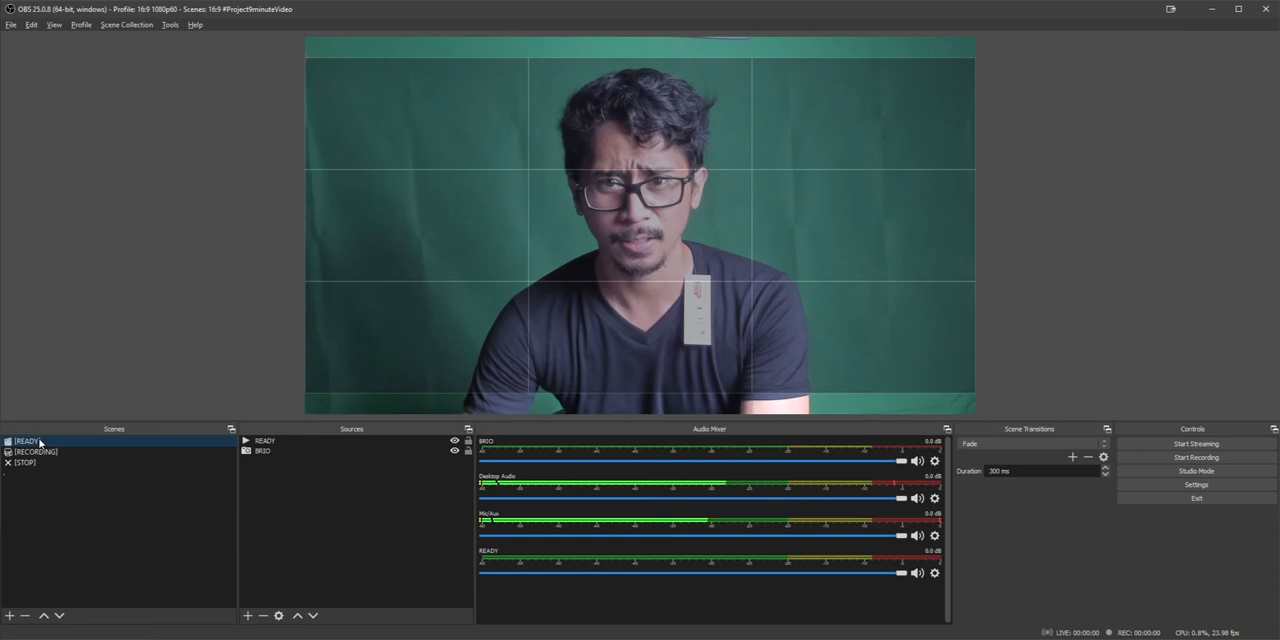 OBS 25.0.8 (64-bit, windows) - Profile: 16:9 1080p60 - Scenes: 16:9 #Project9minuteVideo
File Edit View Profile Scene Collection Tools Help
Scenes
[READY]
[RECORDING]
[STOP]
Sources
READY
BRIO
Audio Mixer
BRIO 0.0 dB
Desktop Audio 0.0 dB
Mic/Aux 0.0 dB
READY 0.0 dB
Scene Transitions
Fade
Duration 300 ms
Controls
Start Streaming
Start Recording
Studio Mode
Settings
Exit
LIVE: 00:00:00 REC: 00:00:00 CPU: 0.8%, 23.98 fps